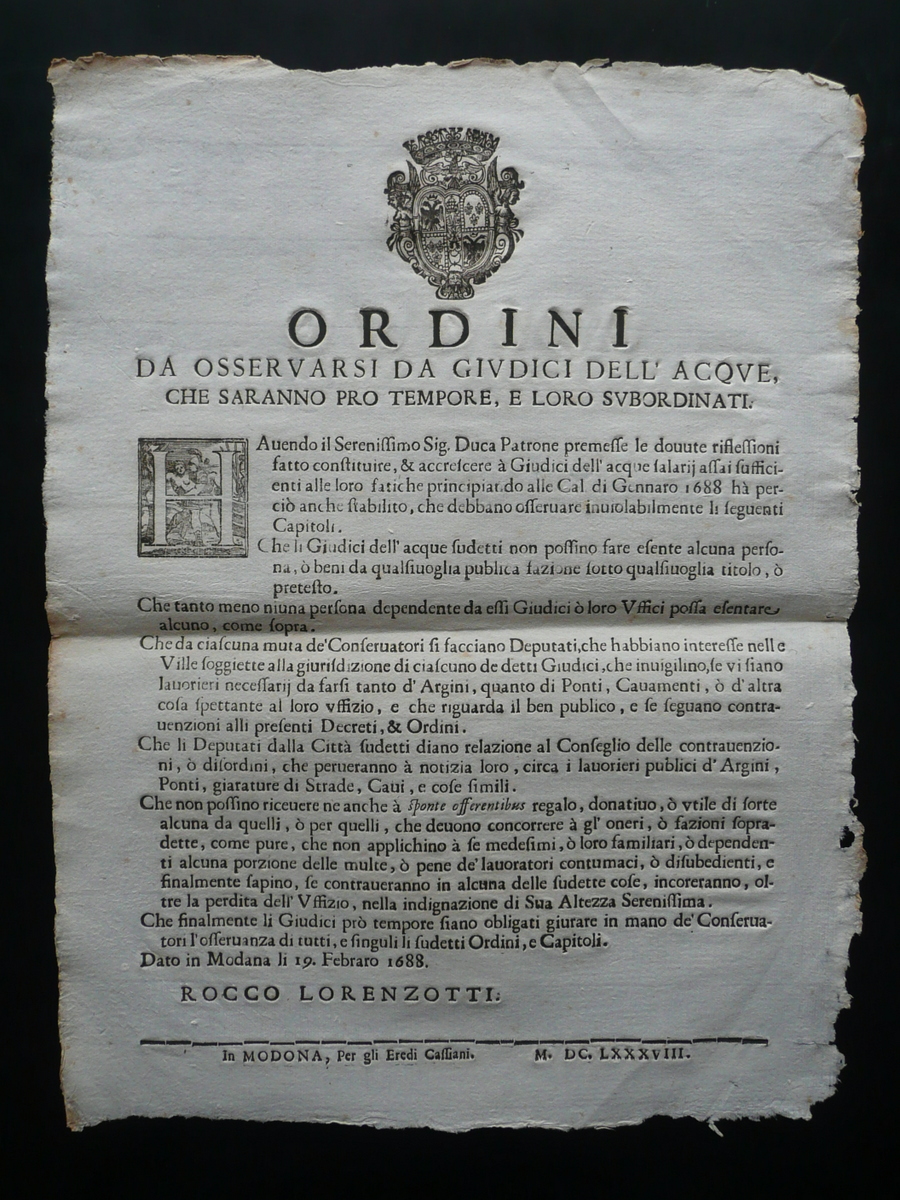 ORDINI
DA OSSERVARSI DA GIVDICI DELL' ACQVE,
CHE SARANNO PRO TEMPORE, E LORO SVBORDINATI.
HAuendo il Sereniſſimo Sig. Duca Patrone premeſſe le douute rifleſſioni
fatto conſtituire, & accreſcere à Giudici dell' acque ſalarij aſſai ſuffici-
enti alle loro fatiche principiando alle Cal. di Gennaro 1688 hà per-
ciò anche ſtabilito, che debbano oſſeruare inuiolabilmente li ſeguenti
Capitoli.
Che li Giudici dell' acque ſudetti non poſſino fare eſente alcuna perſo-
na, ò beni da qualſiuoglia publica fazione ſotto qualſiuoglia titolo, ò
preteſto.
Che tanto meno niuna perſona dependente da eſſi Giudici ò loro Vffici poſſa eſentare
alcuno, come ſopra.
Che da ciaſcuna muta de' Conſeruatori ſi facciano Deputati, che habbiano intereſſe nelle
Ville ſoggiette alla giuriſdizione di ciaſcuno de detti Giudici, che inuigilino, ſe vi ſiano
lauorieri neceſſarij da farſi tanto d' Argini, quanto di Ponti, Cauamenti, ò d' altra
coſa ſpettante al loro vffizio, e che riguarda il ben publico, e ſe ſeguano contra-
uenzioni alli preſenti Decreti, & Ordini.
Che li Deputati dalla Città ſudetti diano relazione al Conſeglio delle contrauenzio-
ni, ò diſordini, che perueranno à notizia loro, circa i lauorieri publici d' Argini,
Ponti, giarature di Strade, Caui, e coſe ſimili.
Che non poſſino riceuere ne anche à ſponte offerentibus regalo, donatiuo, ò vtile di ſorte
alcuna da quelli, ò per quelli, che deuono concorrere à gl' oneri, ò fazioni ſopra-
dette, come pure, che non applichino à ſe medeſimi, ò loro familiari, ò dependen-
ti alcuna porzione delle multe, ò pene de' lauoratori contumaci, ò diſubedienti, e
finalmente ſapino, ſe contraueranno in alcuna delle ſudette coſe, incoreranno, ol-
tre la perdita dell' Vffizio, nella indignazione di Sua Altezza Sereniſſima.
Che finalmente li Giudici prò tempore ſiano obligati giurare in mano de' Conſerua-
tori l'oſſeruanza di tutti, e ſinguli li ſudetti Ordini, e Capitoli.
Dato in Modana li 19. Febraro 1688.
ROCCO LORENZOTTI.
In MODONA, Per gli Eredi Caſſiani. M. DC. LXXXVIII.